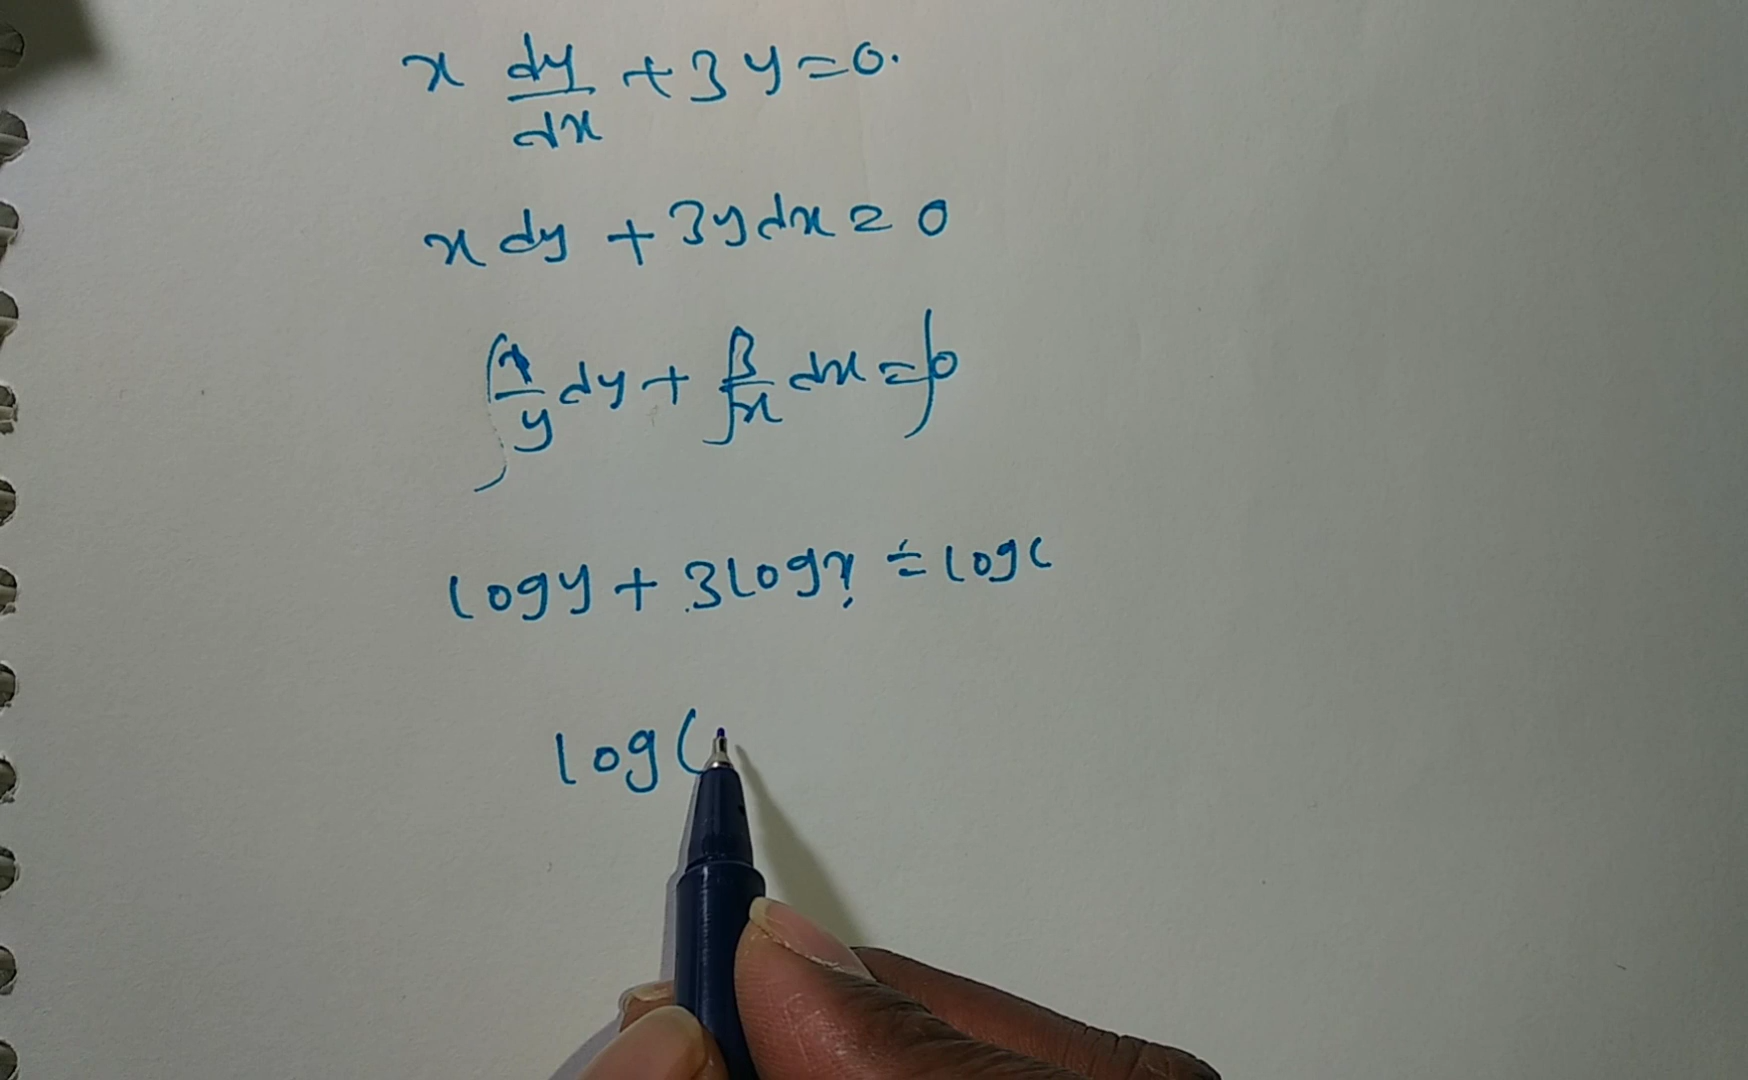 x dy/dx + 3y = 0.
x dy + 3y dx = 0
∫ 1/y dy + ∫ 3/x dx = ∫ 0
log y + 3 log x = log c
log (